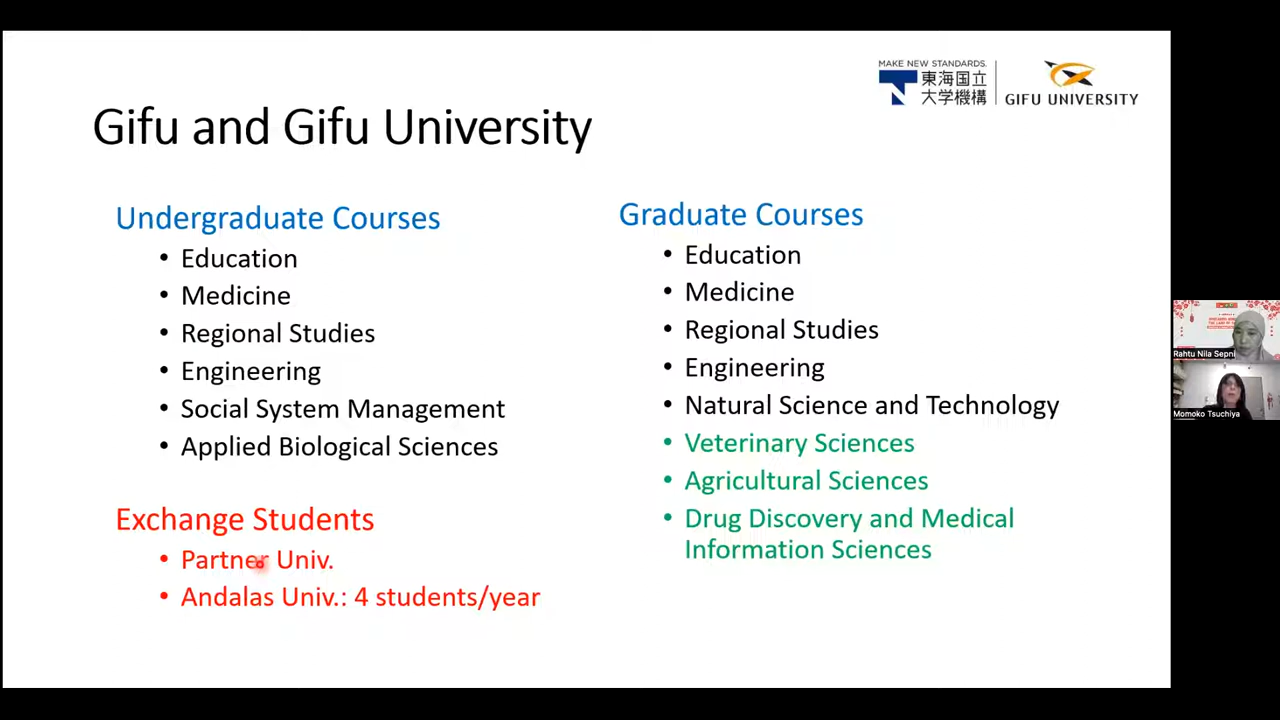 MAKE NEW STANDARDS.
東海国立
大学機構
GIFU UNIVERSITY
Gifu and Gifu University
Undergraduate Courses
• Education
• Medicine
• Regional Studies
• Engineering
• Social System Management
• Applied Biological Sciences
Exchange Students
• Partner Univ.
• Andalas Univ.: 4 students/year
Graduate Courses
• Education
• Medicine
• Regional Studies
• Engineering
• Natural Science and Technology
• Veterinary Sciences
• Agricultural Sciences
• Drug Discovery and Medical
Information Sciences
Rahtu Nila Sepni
Momoko Tsuchiya